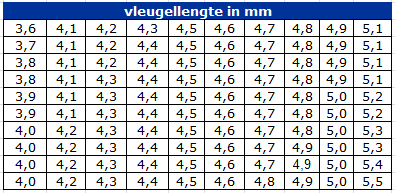 vleugellengte in mm
3,6 4,1 4,2 4,3 4,5 4,6 4,7 4,8 4,9 5,1
3,7 4,1 4,2 4,4 4,5 4,6 4,7 4,8 4,9 5,1
3,8 4,1 4,2 4,4 4,5 4,6 4,7 4,8 4,9 5,1
3,8 4,1 4,3 4,4 4,5 4,6 4,7 4,8 4,9 5,1
3,9 4,1 4,3 4,4 4,5 4,6 4,7 4,8 5,0 5,2
3,9 4,1 4,3 4,4 4,5 4,6 4,7 4,8 5,0 5,2
4,0 4,2 4,3 4,4 4,5 4,6 4,7 4,8 5,0 5,3
4,0 4,2 4,3 4,4 4,5 4,6 4,7 4,8 5,0 5,3
4,0 4,2 4,3 4,4 4,5 4,6 4,7 4,9 5,0 5,4
4,0 4,2 4,3 4,4 4,5 4,6 4,8 4,9 5,0 5,5